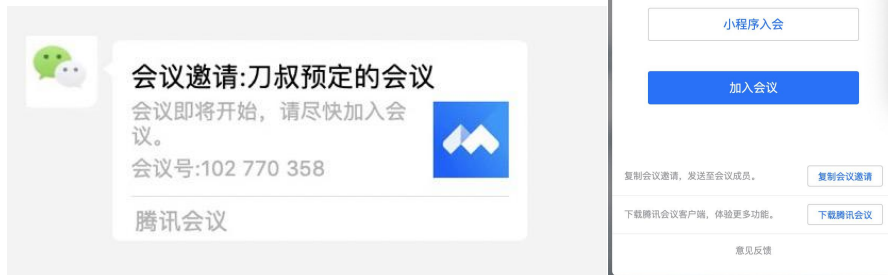 会议邀请:刀叔预定的会议
会议即将开始，请尽快加入会
议。
会议号:102 770 358
腾讯会议
小程序入会
加入会议
复制会议邀请，发送至会议成员。
复制会议邀请
下载腾讯会议客户端，体验更多功能。
下载腾讯会议
意见反馈